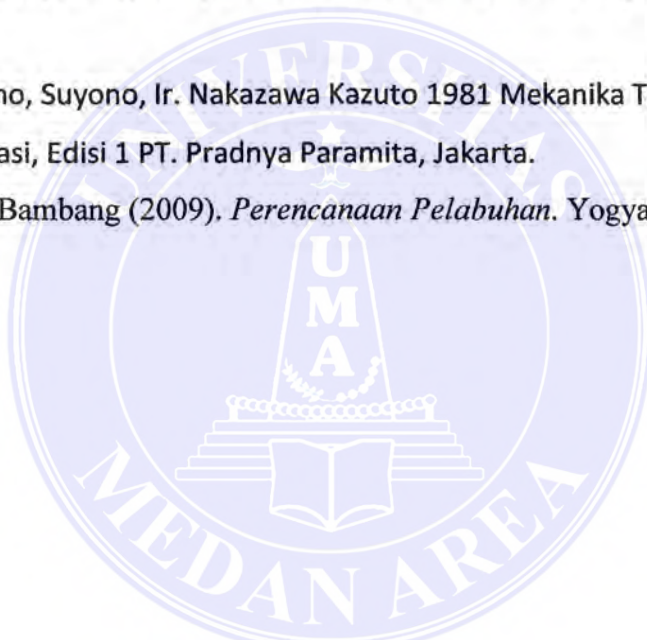 no, Suyono, Ir. Nakazawa Kazuto 1981 Mekanika T
asi, Edisi 1 PT. Pradnya Paramita, Jakarta.
Bambang (2009). Perencanaan Pelabuhan. Yogya
UNIVERSITAS
U
M
A
MEDAN AREA